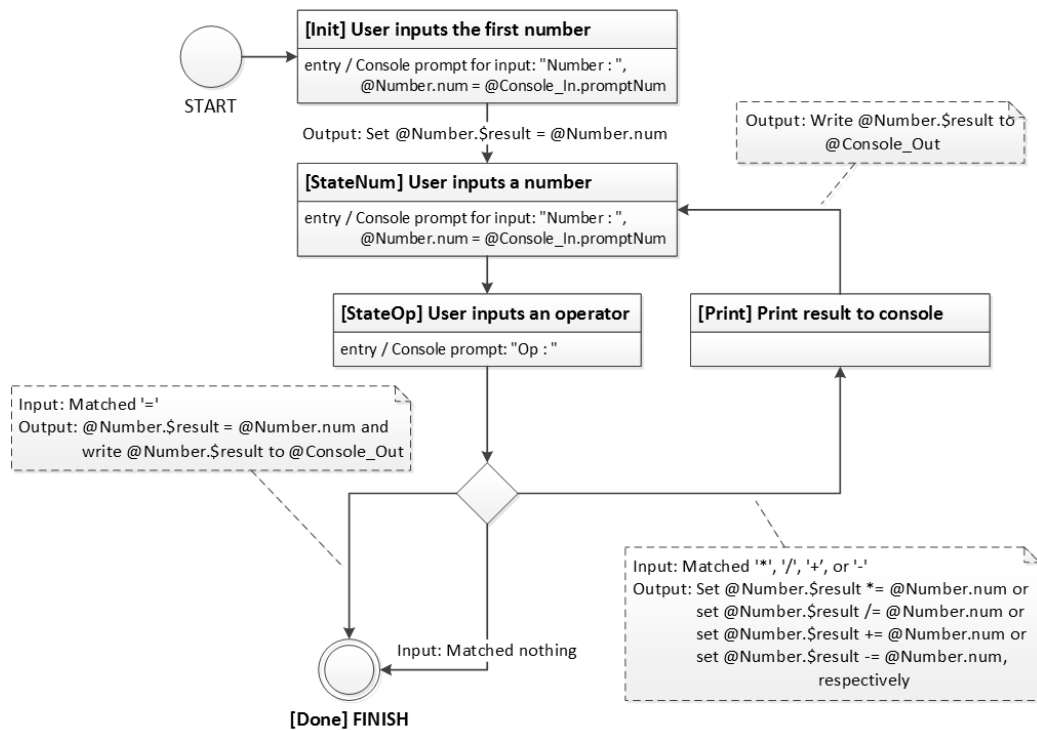 [Init] User inputs the first number
entry / Console prompt for input: "Number : ",
@Number.num = @Console_In.promptNum
START
Output: Set @Number.$result = @Number.num
Output: Write @Number.$result to
@Console_Out
[StateNum] User inputs a number
entry / Console prompt for input: "Number : ",
@Number.num = @Console_In.promptNum
[StateOp] User inputs an operator
entry / Console prompt: "Op : "
[Print] Print result to console
Input: Matched '='
Output: @Number.$result = @Number.num and
write @Number.$result to @Console_Out
Input: Matched '*', '/', '+', or '-'
Output: Set @Number.$result *= @Number.num or
set @Number.$result /= @Number.num or
set @Number.$result += @Number.num or
set @Number.$result -= @Number.num,
respectively
Input: Matched nothing
[Done] FINISH